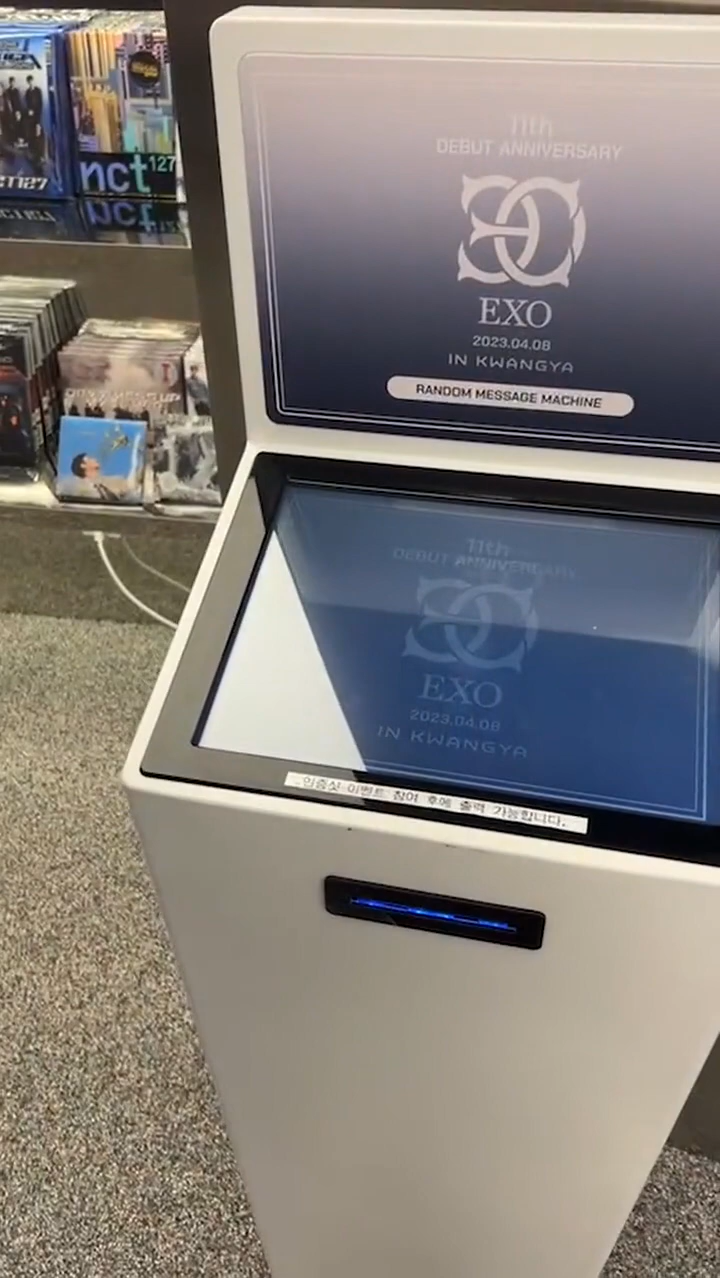 nct 127
11th
DEBUT ANNIVERSARY
EXO
2023.04.08
IN KWANGYA
RANDOM MESSAGE MACHINE
11th
DEBUT ANNIVERSARY
EXO
2023.04.08
IN KWANGYA
인증샷 이벤트 참여 후에 출력 가능합니다.